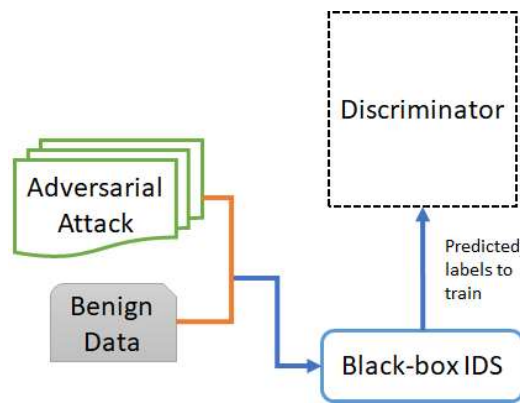 Discriminator
Adversarial
Attack
Predicted
labels to
train
Benign
Data
Black-box IDS